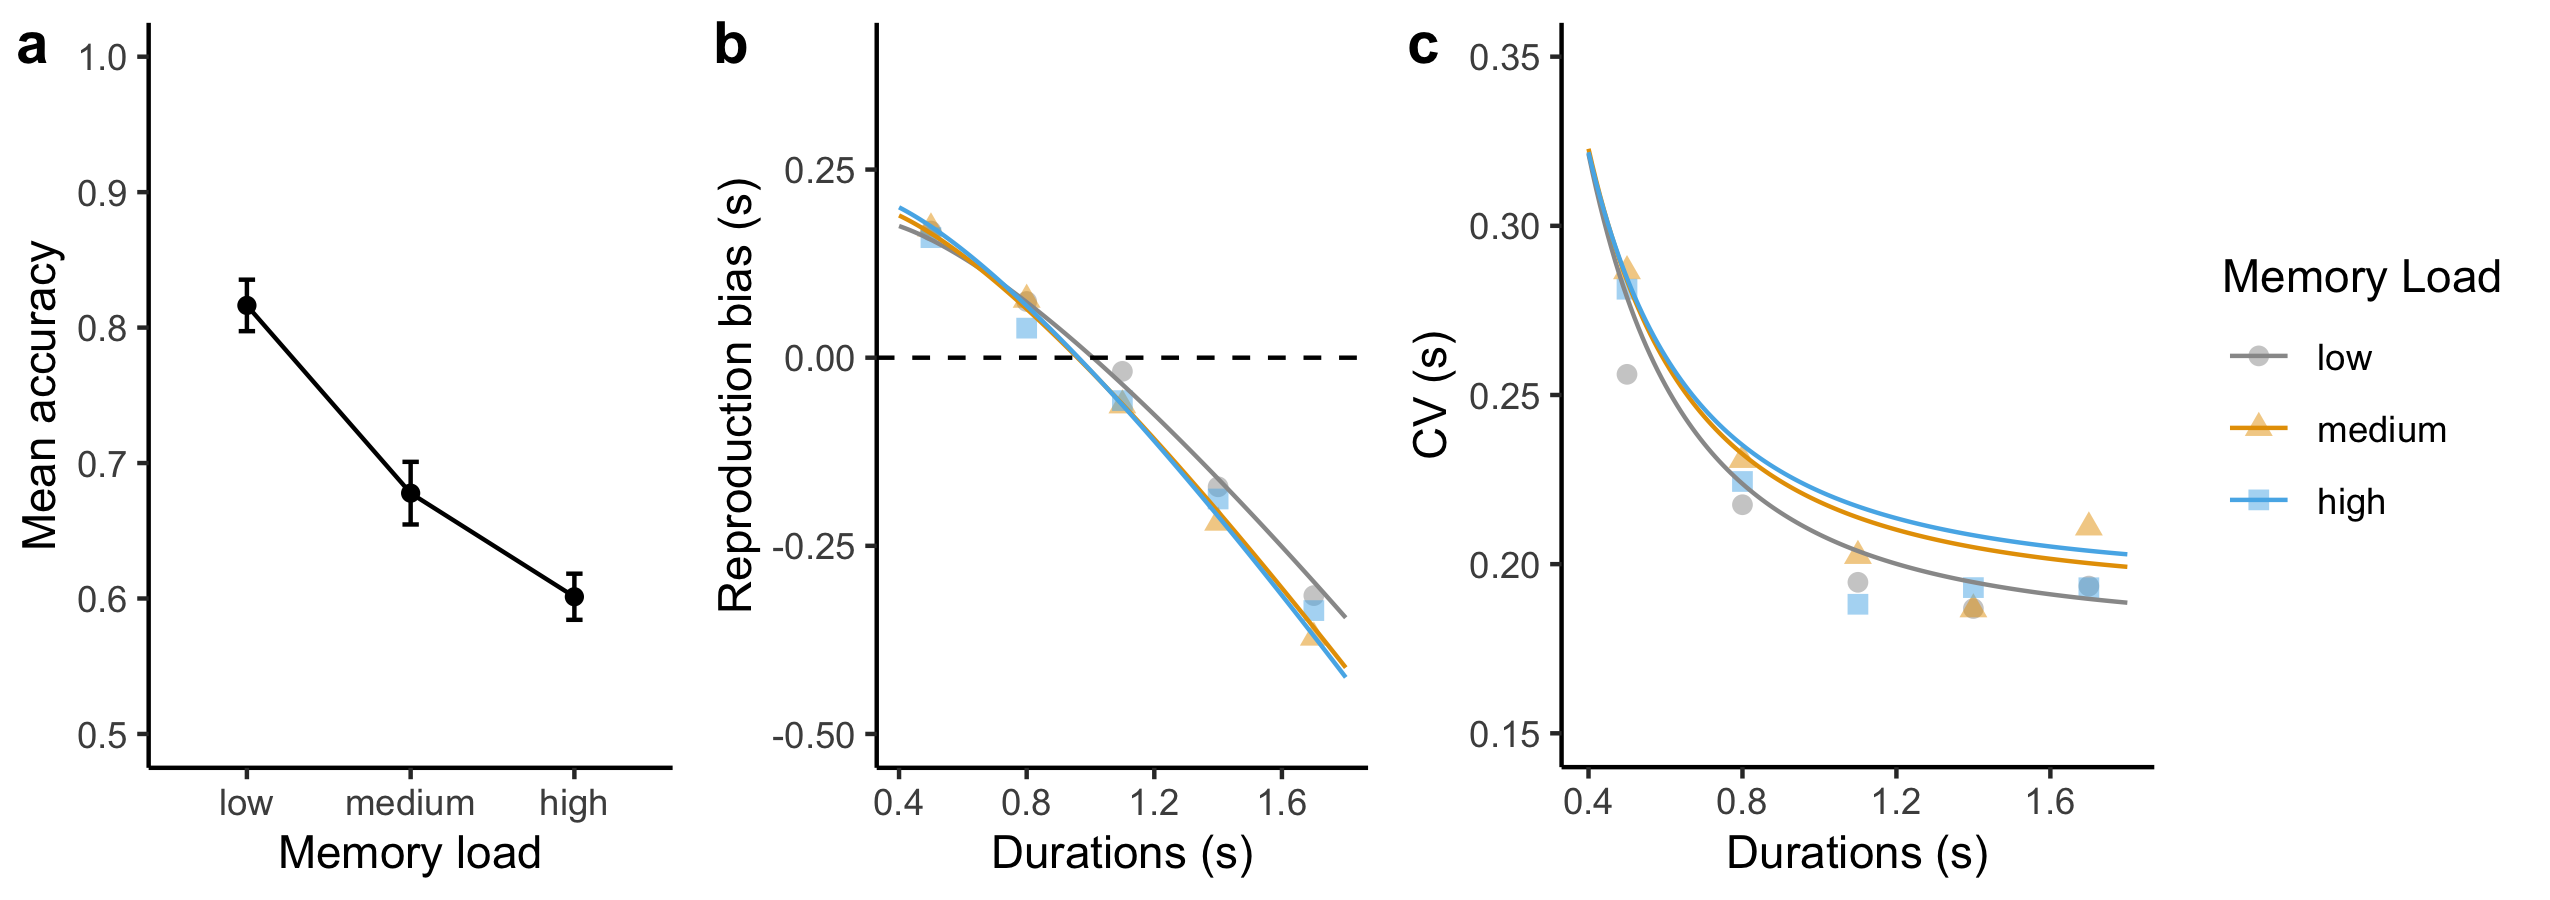 a
1.0
0.9
0.8
0.7
0.6
0.5
Mean accuracy
low medium high
Memory load
b
0.25
0.00
-0.25
-0.50
Reproduction bias (s)
0.4 0.8 1.2 1.6
Durations (s)
c
0.35
0.30
0.25
0.20
0.15
CV (s)
0.4 0.8 1.2 1.6
Durations (s)
Memory Load
low
medium
high